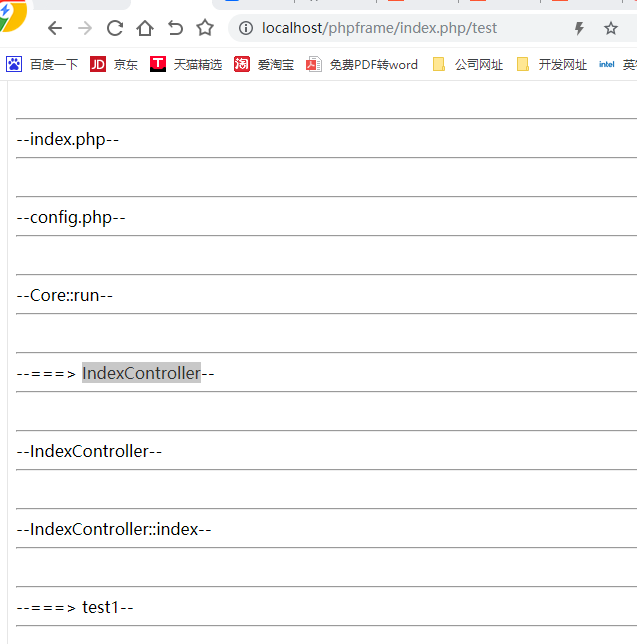 localhost/phpframe/index.php/test
百度一下 JD 京东 T 天猫精选 淘 爱淘宝 免费PDF转word 公司网址 开发网址 intel
--index.php--
--config.php--
--Core::run--
--===> IndexController--
--IndexController--
--IndexController::index--
--===> test1--